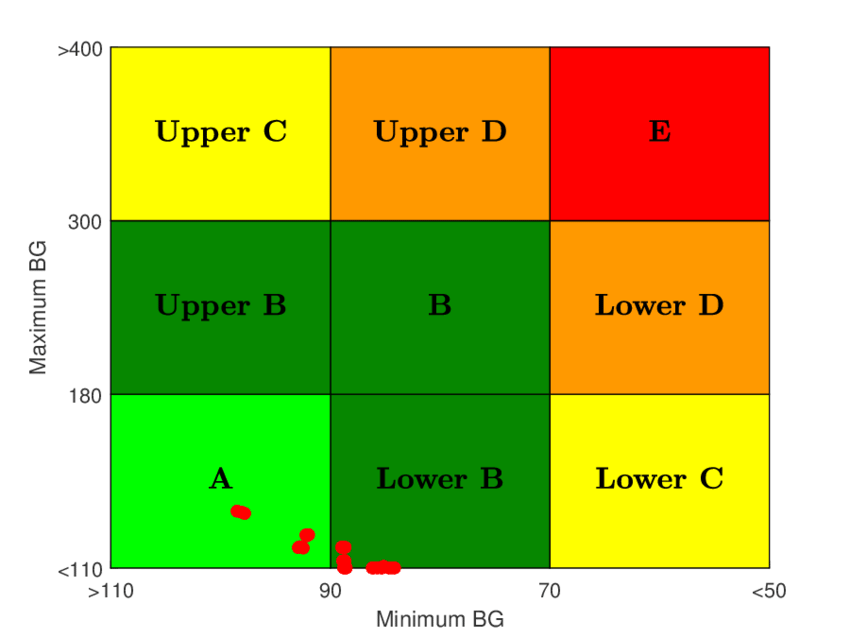 >400
Upper C Upper D E
300
Upper B B Lower D
180
A Lower B Lower C
<110
>110 90 70 <50
Minimum BG
Maximum BG